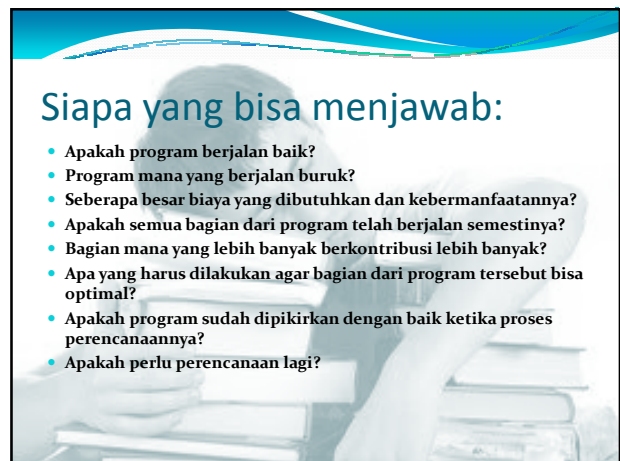 Siapa yang bisa menjawab:
• Apakah program berjalan baik?
• Program mana yang berjalan buruk?
• Seberapa besar biaya yang dibutuhkan dan kebermanfaatannya?
• Apakah semua bagian dari program telah berjalan semestinya?
• Bagian mana yang lebih banyak berkontribusi lebih banyak?
• Apa yang harus dilakukan agar bagian dari program tersebut bisa
optimal?
• Apakah program sudah dipikirkan dengan baik ketika proses
perencanaannya?
• Apakah perlu perencanaan lagi?